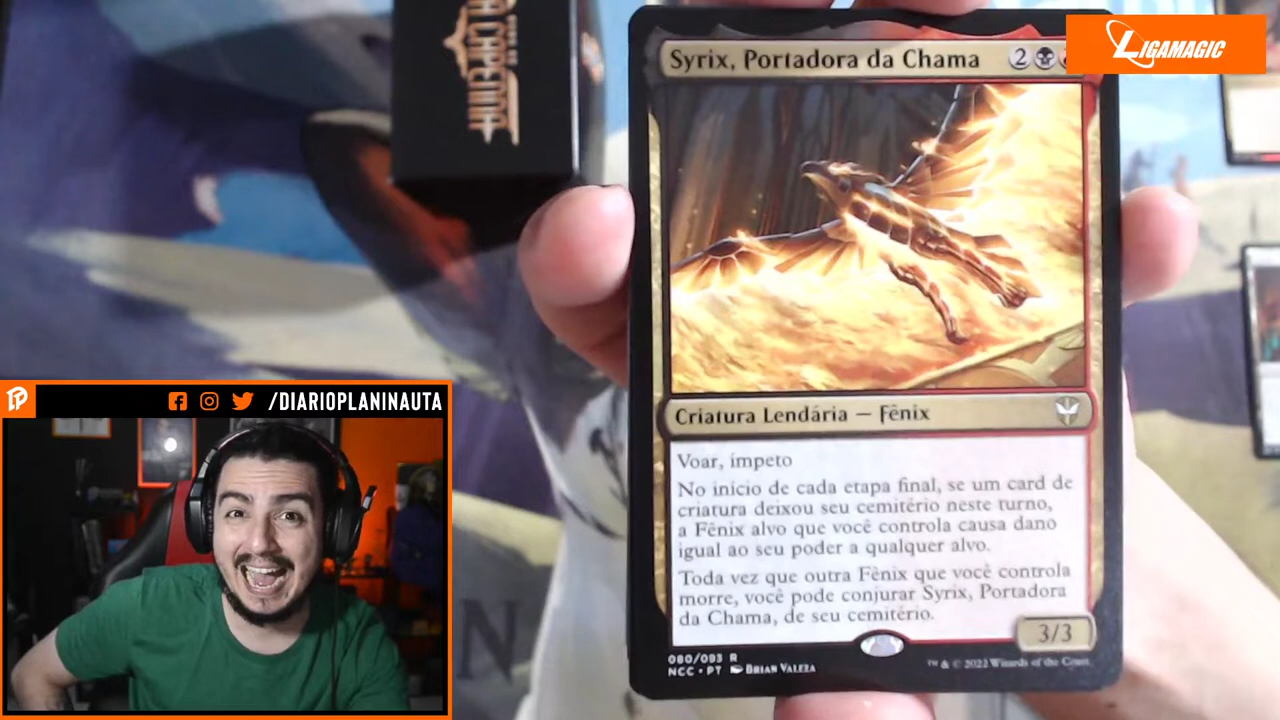 Syrix, Portadora da Chama 2
LIGAMAGIC
Criatura Lendária — Fênix
Voar, ímpeto
No início de cada etapa final, se um card de
criatura deixou seu cemitério neste turno,
a Fênix alvo que você controla causa dano
igual ao seu poder a qualquer alvo.
Toda vez que outra Fênix que você controla
morre, você pode conjurar Syrix, Portadora
da Chama, de seu cemitério.
3/3
080/093 R
NCC • PT BRIAN VALEZA
™ & © 2022 Wizards of the Coast
/DIARIOPLANINAUTA